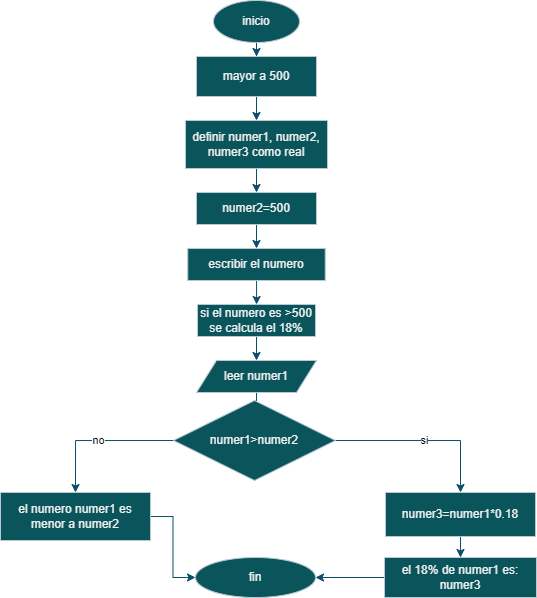 inicio
mayor a 500
definir numer1, numer2,
numer3 como real
numer2=500
escribir el numero
si el numero es >500
se calcula el 18%
leer numer1
numer1>numer2
no
si
el numero numer1 es
menor a numer2
numer3=numer1*0.18
fin
el 18% de numer1 es:
numer3